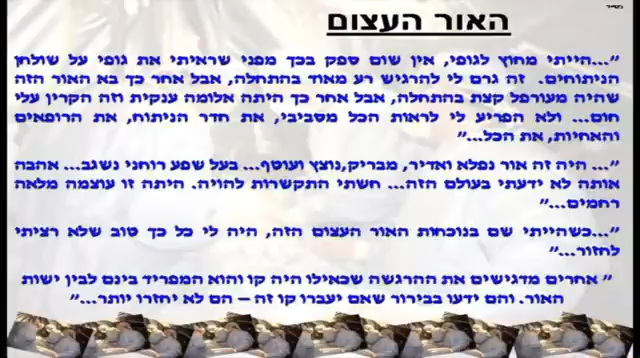 בס״ד
האור העצום
"...הייתי מחוץ לגופי, אין שום ספק בכך מפני שראיתי את גופי על שולחן
הניתוחים. זה גרם לי להרגיש רע מאוד בהתחלה, אבל אחר כך בא האור הזה
שהיה מעורפל קצת בהתחלה, אבל אחר כך היתה אלומה ענקית וזה הקרין עלי
חום... ולא הפריע לי לראות הכל מסביבי, את חדר הניתוח, את הרופאים
והאחיות, את הכל..."
"... היה זה אור נפלא ואדיר, מבריק,נוצץ ועוטף... בעל שפע רוחני נשגב... אהבה
אותה לא ידעתי בעולם הזה... חשתי התקשרות להויה. היתה זו עוצמה מלאה
רחמים..."
"...כשהייתי שם בנוכחות האור העצום הזה, היה לי כל כך טוב שלא רציתי
לחזור..."
" אחרים מדגישים את ההרגשה שכאילו היה קו והוא המפריד בינם לבין ישות
האור. והם ידעו בבירור שאם יעברו קו זה – הם לא יחזרו יותר..."